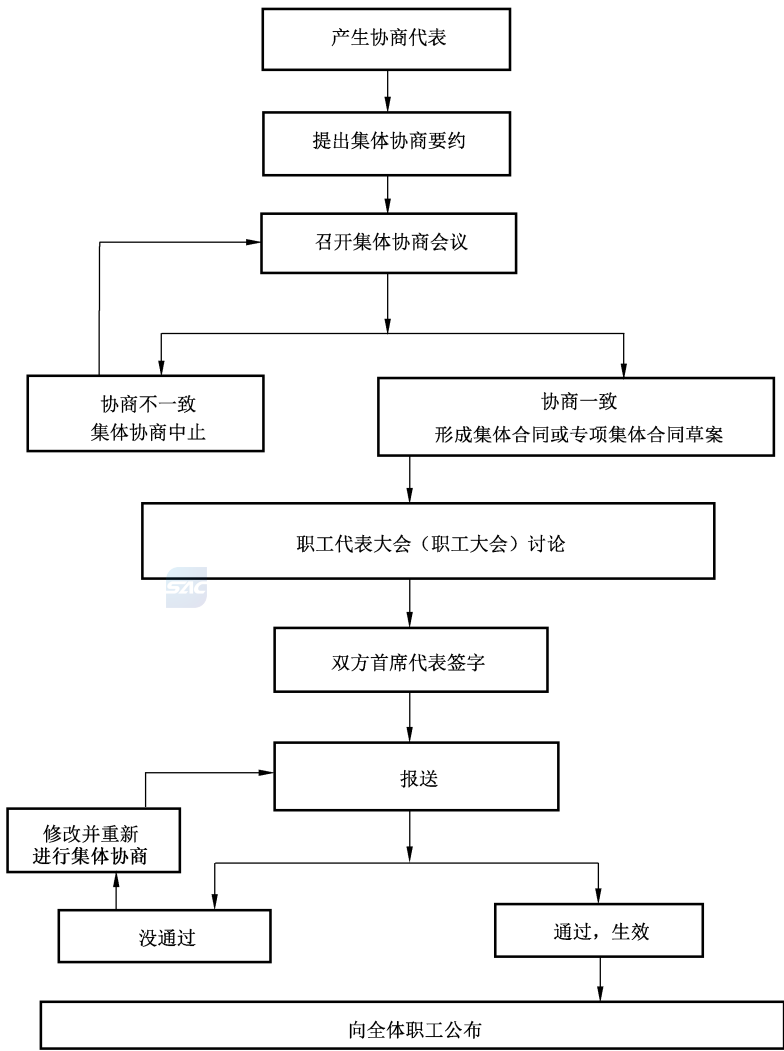 产生协商代表
提出集体协商要约
召开集体协商会议
协商不一致
集体协商中止
协商一致
形成集体合同或专项集体合同草案
职工代表大会（职工大会）讨论
SAC
双方首席代表签字
报送
修改并重新
进行集体协商
没通过
通过，生效
向全体职工公布